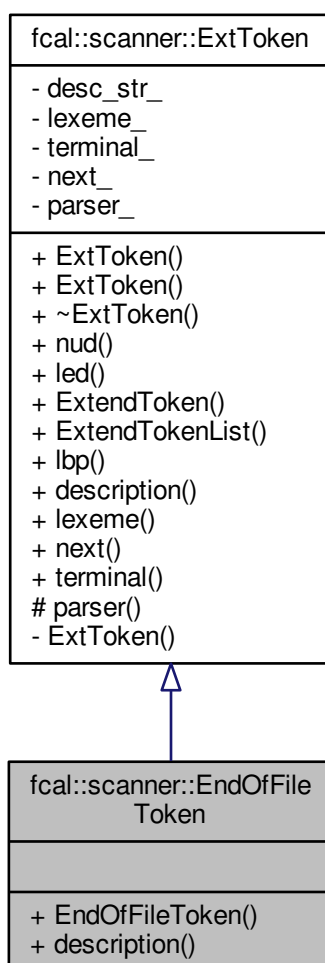 fcal::scanner::ExtToken
- desc_str_
- lexeme_
- terminal_
- next_
- parser_
+ ExtToken()
+ ExtToken()
+ ~ExtToken()
+ nud()
+ led()
+ ExtendToken()
+ ExtendTokenList()
+ lbp()
+ description()
+ lexeme()
+ next()
+ terminal()
# parser()
- ExtToken()
fcal::scanner::EndOfFile
Token
+ EndOfFileToken()
+ description()